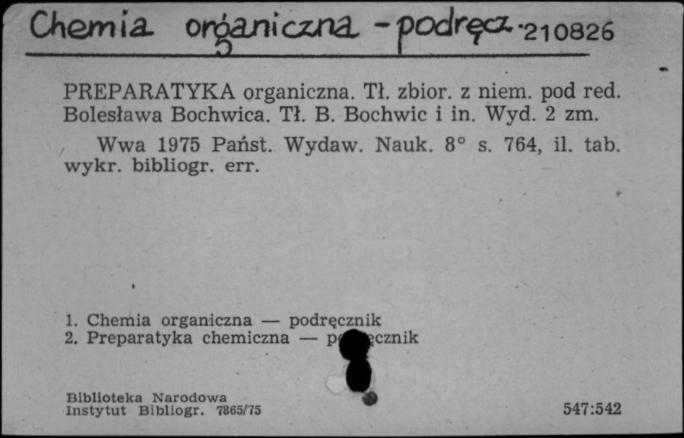 Chemia organiczna - podręcz. 210826
PREPARATYKA organiczna. Tł. zbior. z niem. pod red.
Bolesława Bochwica. Tł. B. Bochwic i in. Wyd. 2 zm.
Wwa 1975 Państ. Wydaw. Nauk. 8° s. 764, il. tab.
wykr. bibliogr. err.
1. Chemia organiczna — podręcznik
2. Preparatyka chemiczna —
Biblioteka Narodowa
Instytut Bibliogr. 7865/75
547:542